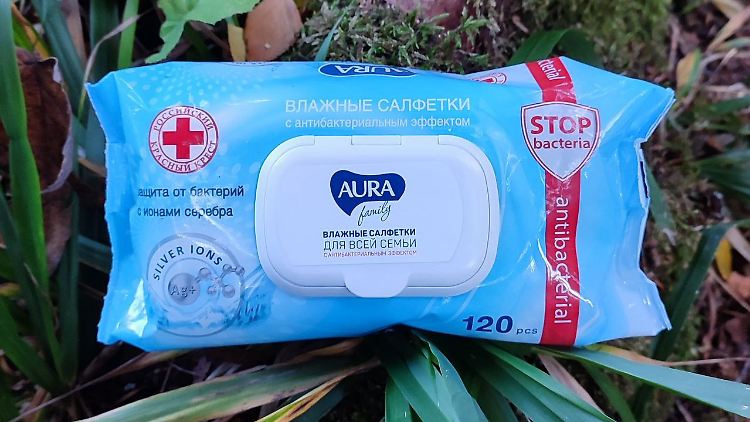 AURA
ВЛАЖНЫЕ САЛФЕТКИ
с антибактериальным эффектом
РОССИЙСКИЙ
КРАСНЫЙ КРЕСТ
ащита от бактерий
с ионами серебра
SILVER IONS
Ag+
AURA
family
ВЛАЖНЫЕ САЛФЕТКИ
ДЛЯ ВСЕЙ СЕМЬИ
С АНТИБАКТЕРИАЛЬНЫМ ЭФФЕКТОМ
STOP
bacteria
antibacterial
120 pcs